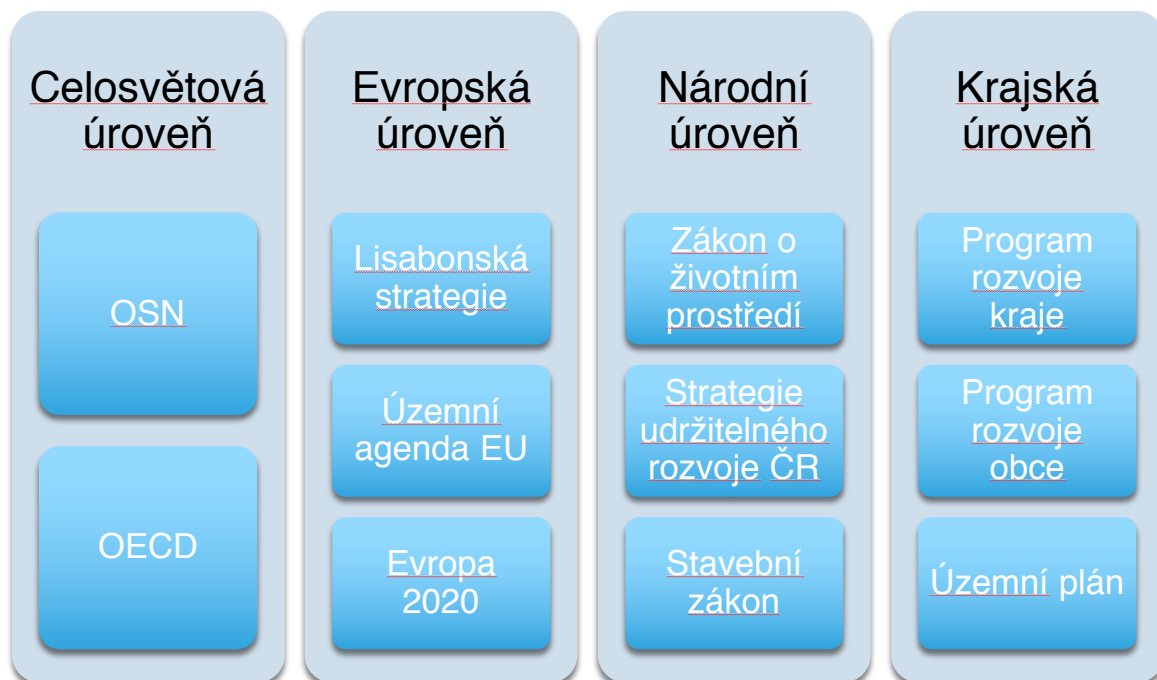 Celosvětová
úroveň
OSN
OECD
Evropská
úroveň
Lisabonská
strategie
Územní
agenda EU
Evropa
2020
Národní
úroveň
Zákon o
životním
prostředí
Strategie
udržitelného
rozvoje ČR
Stavební
zákon
Krajská
úroveň
Program
rozvoje
kraje
Program
rozvoje
obce
Územní plán